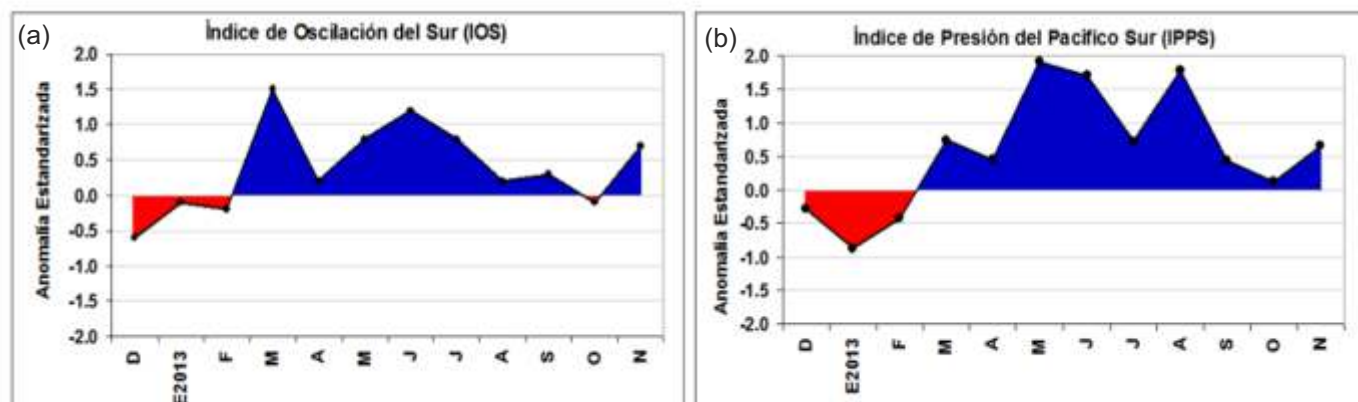 (a)
Índice de Oscilación del Sur (IOS)
Anomalía Estandarizada
2.0
1.5
1.0
0.5
0.0
-0.5
-1.0
-1.5
-2.0
D
E2013
F
M
A
M
J
J
A
S
O
N
(b)
Índice de Presión del Pacífico Sur (IPPS)
Anomalía Estandarizada
2.0
1.5
1.0
0.5
0.0
-0.5
-1.0
-1.5
-2.0
D
E2013
F
M
A
M
J
J
A
S
O
N